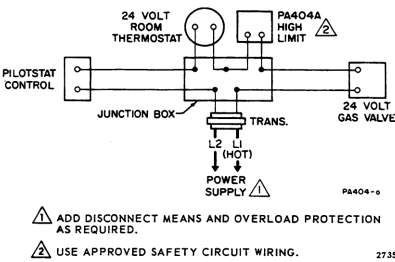 24 VOLT
ROOM
THERMOSTAT
PA404A
HIGH
LIMIT
2
PILOTSTAT
CONTROL
JUNCTION BOX
TRANS.
24 VOLT
GAS VALVE
L2 L1
(HOT)
POWER
SUPPLY 1
PA404-o
1 ADD DISCONNECT MEANS AND OVERLOAD PROTECTION
AS REQUIRED.
2 USE APPROVED SAFETY CIRCUIT WIRING.
2735